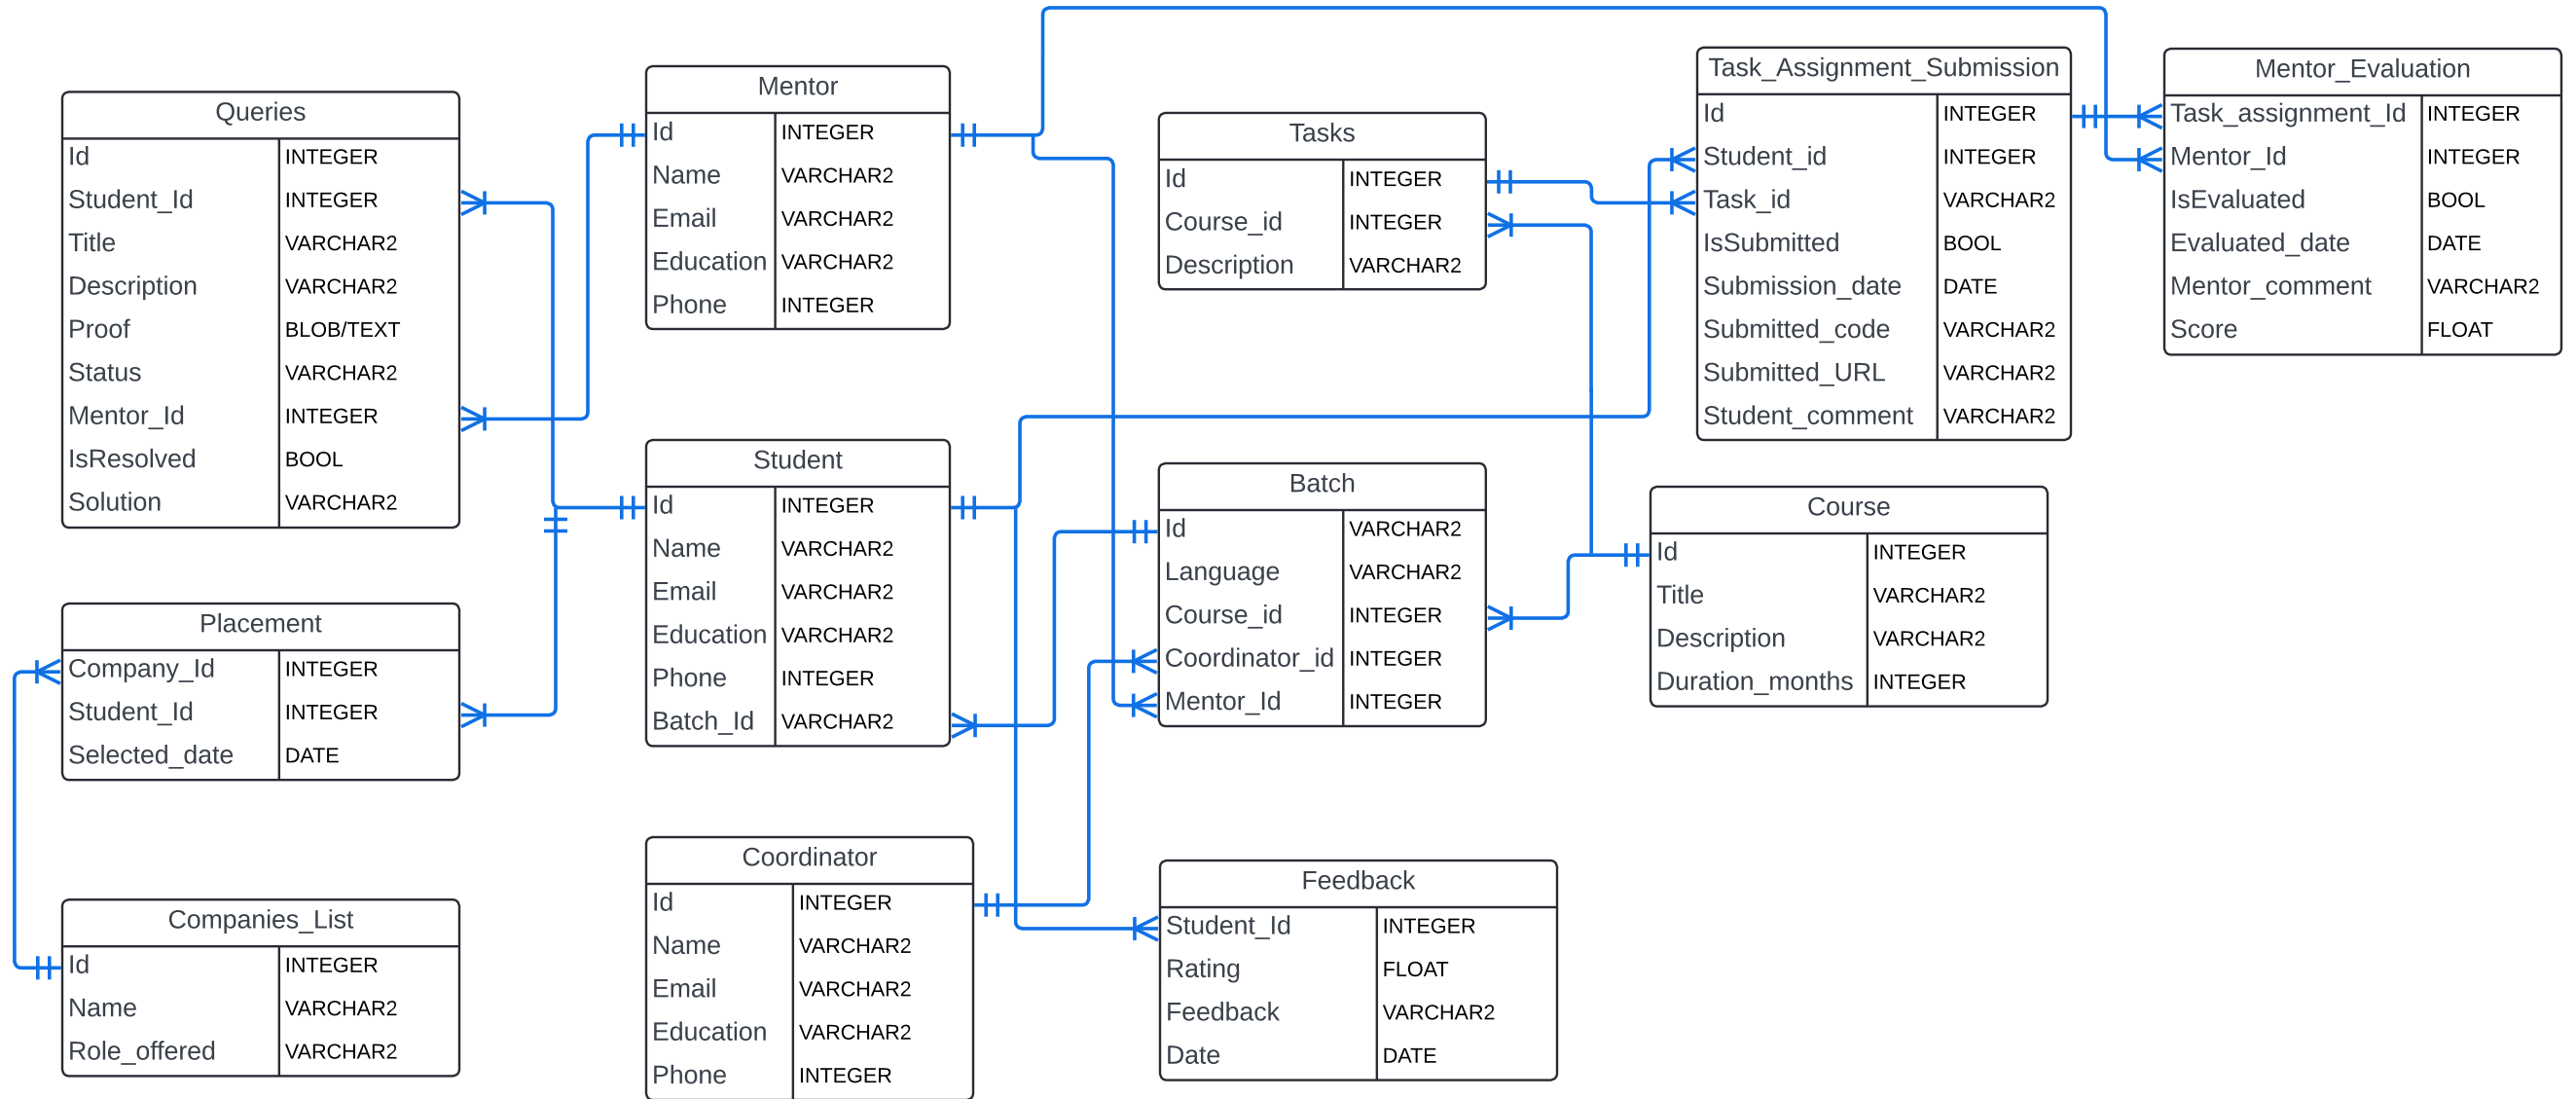 Queries
Id INTEGER
Student_Id INTEGER
Title VARCHAR2
Description VARCHAR2
Proof BLOB/TEXT
Status VARCHAR2
Mentor_Id INTEGER
IsResolved BOOL
Solution VARCHAR2
Placement
Company_Id INTEGER
Student_Id INTEGER
Selected_date DATE
Companies_List
Id INTEGER
Name VARCHAR2
Role_offered VARCHAR2
Mentor
Id INTEGER
Name VARCHAR2
Email VARCHAR2
Education VARCHAR2
Phone INTEGER
Student
Id INTEGER
Name VARCHAR2
Email VARCHAR2
Education VARCHAR2
Phone INTEGER
Batch_Id VARCHAR2
Coordinator
Id INTEGER
Name VARCHAR2
Email VARCHAR2
Education VARCHAR2
Phone INTEGER
Tasks
Id INTEGER
Course_id INTEGER
Description VARCHAR2
Batch
Id VARCHAR2
Language VARCHAR2
Course_id INTEGER
Coordinator_id INTEGER
Mentor_Id INTEGER
Feedback
Student_Id INTEGER
Rating FLOAT
Feedback VARCHAR2
Date DATE
Task_Assignment_Submission
Id INTEGER
Student_id INTEGER
Task_id VARCHAR2
IsSubmitted BOOL
Submission_date DATE
Submitted_code VARCHAR2
Submitted_URL VARCHAR2
Student_comment VARCHAR2
Course
Id INTEGER
Title VARCHAR2
Description VARCHAR2
Duration_months INTEGER
Mentor_Evaluation
Task_assignment_Id INTEGER
Mentor_Id INTEGER
IsEvaluated BOOL
Evaluated_date DATE
Mentor_comment VARCHAR2
Score FLOAT